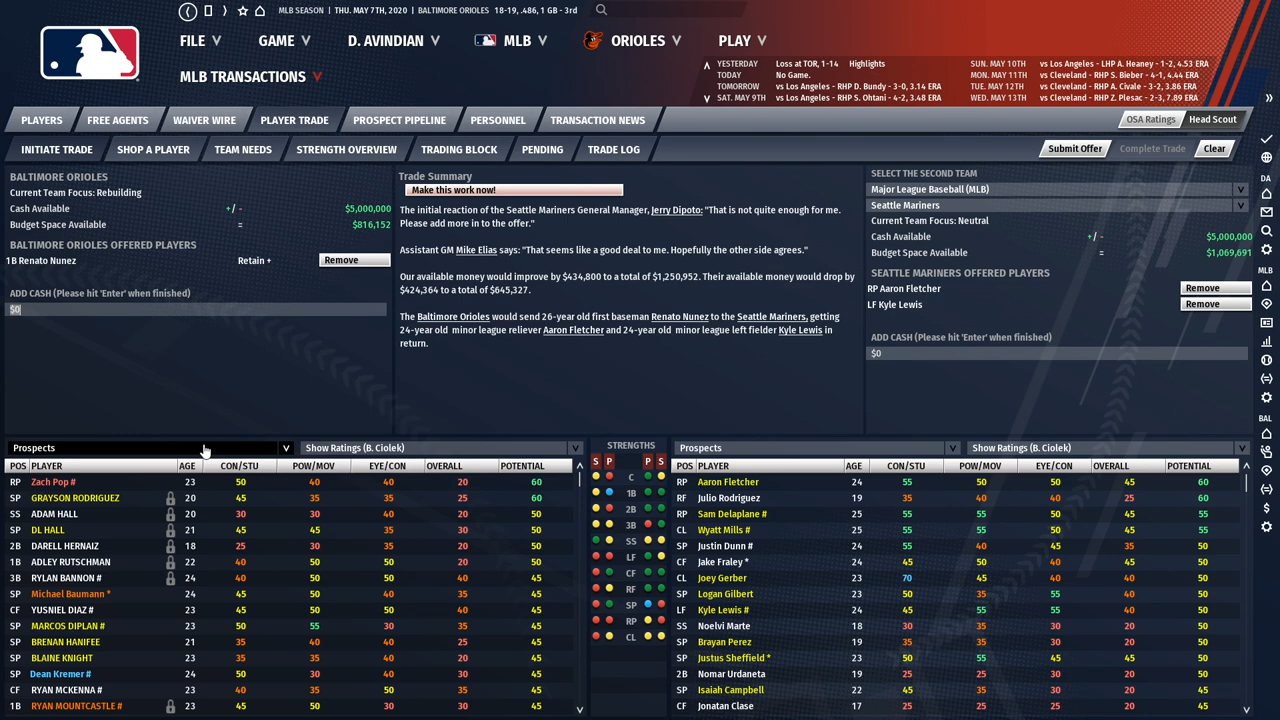 MLB SEASON | THU. MAY 7TH, 2020 | BALTIMORE ORIOLES 18-19, .486, 1 GB - 3rd
FILE GAME D. AVINDIAN MLB ORIOLES PLAY
MLB TRANSACTIONS
YESTERDAY Loss at TOR, 1-14 Highlights SUN. MAY 10TH vs Los Angeles - LHP A. Heaney - 1-2, 4.53 ERA
TODAY No Game. MON. MAY 11TH vs Cleveland - RHP S. Bieber - 4-1, 4.44 ERA
TOMORROW vs Los Angeles - RHP D. Bundy - 3-0, 3.14 ERA TUE. MAY 12TH vs Cleveland - RHP A. Civale - 3-2, 3.86 ERA
SAT. MAY 9TH vs Los Angeles - RHP S. Ohtani - 4-2, 3.48 ERA WED. MAY 13TH vs Cleveland - RHP Z. Plesac - 2-3, 7.89 ERA
PLAYERS FREE AGENTS WAIVER WIRE PLAYER TRADE PROSPECT PIPELINE PERSONNEL TRANSACTION NEWS OSA Ratings Head Scout
INITIATE TRADE SHOP A PLAYER TEAM NEEDS STRENGTH OVERVIEW TRADING BLOCK PENDING TRADE LOG Submit Offer Complete Trade Clear
BALTIMORE ORIOLES
Current Team Focus: Rebuilding
Cash Available +/- $5,000,000
Budget Space Available = $816,152
BALTIMORE ORIOLES OFFERED PLAYERS
1B Renato Nunez Retain + Remove
ADD CASH (Please hit 'Enter' when finished)
$0
Trade Summary
Make this work now!
The initial reaction of the Seattle Mariners General Manager, Jerry Dipoto: "That is not quite enough for me.
Please add more in to the offer."
Assistant GM Mike Elias says: "That seems like a good deal to me. Hopefully the other side agrees."
Our available money would improve by $434,800 to a total of $1,250,952. Their available money would drop by
$424,364 to a total of $645,327.
The Baltimore Orioles would send 26-year old first baseman Renato Nunez to the Seattle Mariners, getting
24-year old minor league reliever Aaron Fletcher and 24-year old minor league left fielder Kyle Lewis in
return.
SELECT THE SECOND TEAM
Major League Baseball (MLB)
Seattle Mariners
Current Team Focus: Neutral
Cash Available +/- $5,000,000
Budget Space Available = $1,069,691
SEATTLE MARINERS OFFERED PLAYERS
RP Aaron Fletcher Remove
LF Kyle Lewis Remove
ADD CASH (Please hit 'Enter' when finished)
$0
Prospects Show Ratings (B. Ciolek)
POS PLAYER AGE CON/STU POW/MOV EYE/CON OVERALL POTENTIAL
RP Zach Pop # 23 50 40 40 20 60
SP GRAYSON RODRIGUEZ 20 45 35 35 25 60
SS ADAM HALL 20 30 30 40 20 50
SP DL HALL 21 45 45 35 30 50
2B DARELL HERNAIZ 18 25 30 35 20 50
1B ADLEY RUTSCHMAN 22 40 50 50 20 50
3B RYLAN BANNON # 24 40 50 50 40 45
SP Michael Baumann * 24 45 50 40 35 45
CF YUSNIEL DIAZ # 23 45 50 50 40 45
SP MARCOS DIPLAN # 23 50 55 30 35 45
SP BRENAN HANIFEE 21 35 40 40 20 45
SP BLAINE KNIGHT 23 35 35 40 20 45
SP Dean Kremer # 24 50 45 40 30 45
CF RYAN MCKENNA # 23 40 35 50 35 45
1B RYAN MOUNTCASTLE # 23 45 50 30 30 45
STRENGTHS
S P P S
C
1B
2B
3B
SS
LF
CF
RF
SP
RP
CL
Prospects Show Ratings (B. Ciolek)
POS PLAYER AGE CON/STU POW/MOV EYE/CON OVERALL POTENTIAL
RP Aaron Fletcher 24 55 50 50 45 60
RF Julio Rodriguez 19 35 40 40 25 60
RP Sam Delaplane # 25 55 50 45 45 55
CL Wyatt Mills # 25 55 50 50 45 55
SP Justin Dunn # 24 55 40 45 35 50
CF Jake Fraley * 24 45 50 40 45 50
CL Joey Gerber 23 70 45 40 40 50
SP Logan Gilbert 23 50 35 55 40 50
LF Kyle Lewis # 24 45 55 55 40 50
SS Noelvi Marte 18 30 35 30 20 50
SP Brayan Perez 19 35 35 40 20 50
SP Justus Sheffield * 23 50 55 45 45 50
2B Nomar Urdaneta 19 25 25 30 20 50
SP Isaiah Campbell 22 45 35 40 30 45
CF Jonatan Clase 17 25 25 25 20 45
DA
MLB
BAL